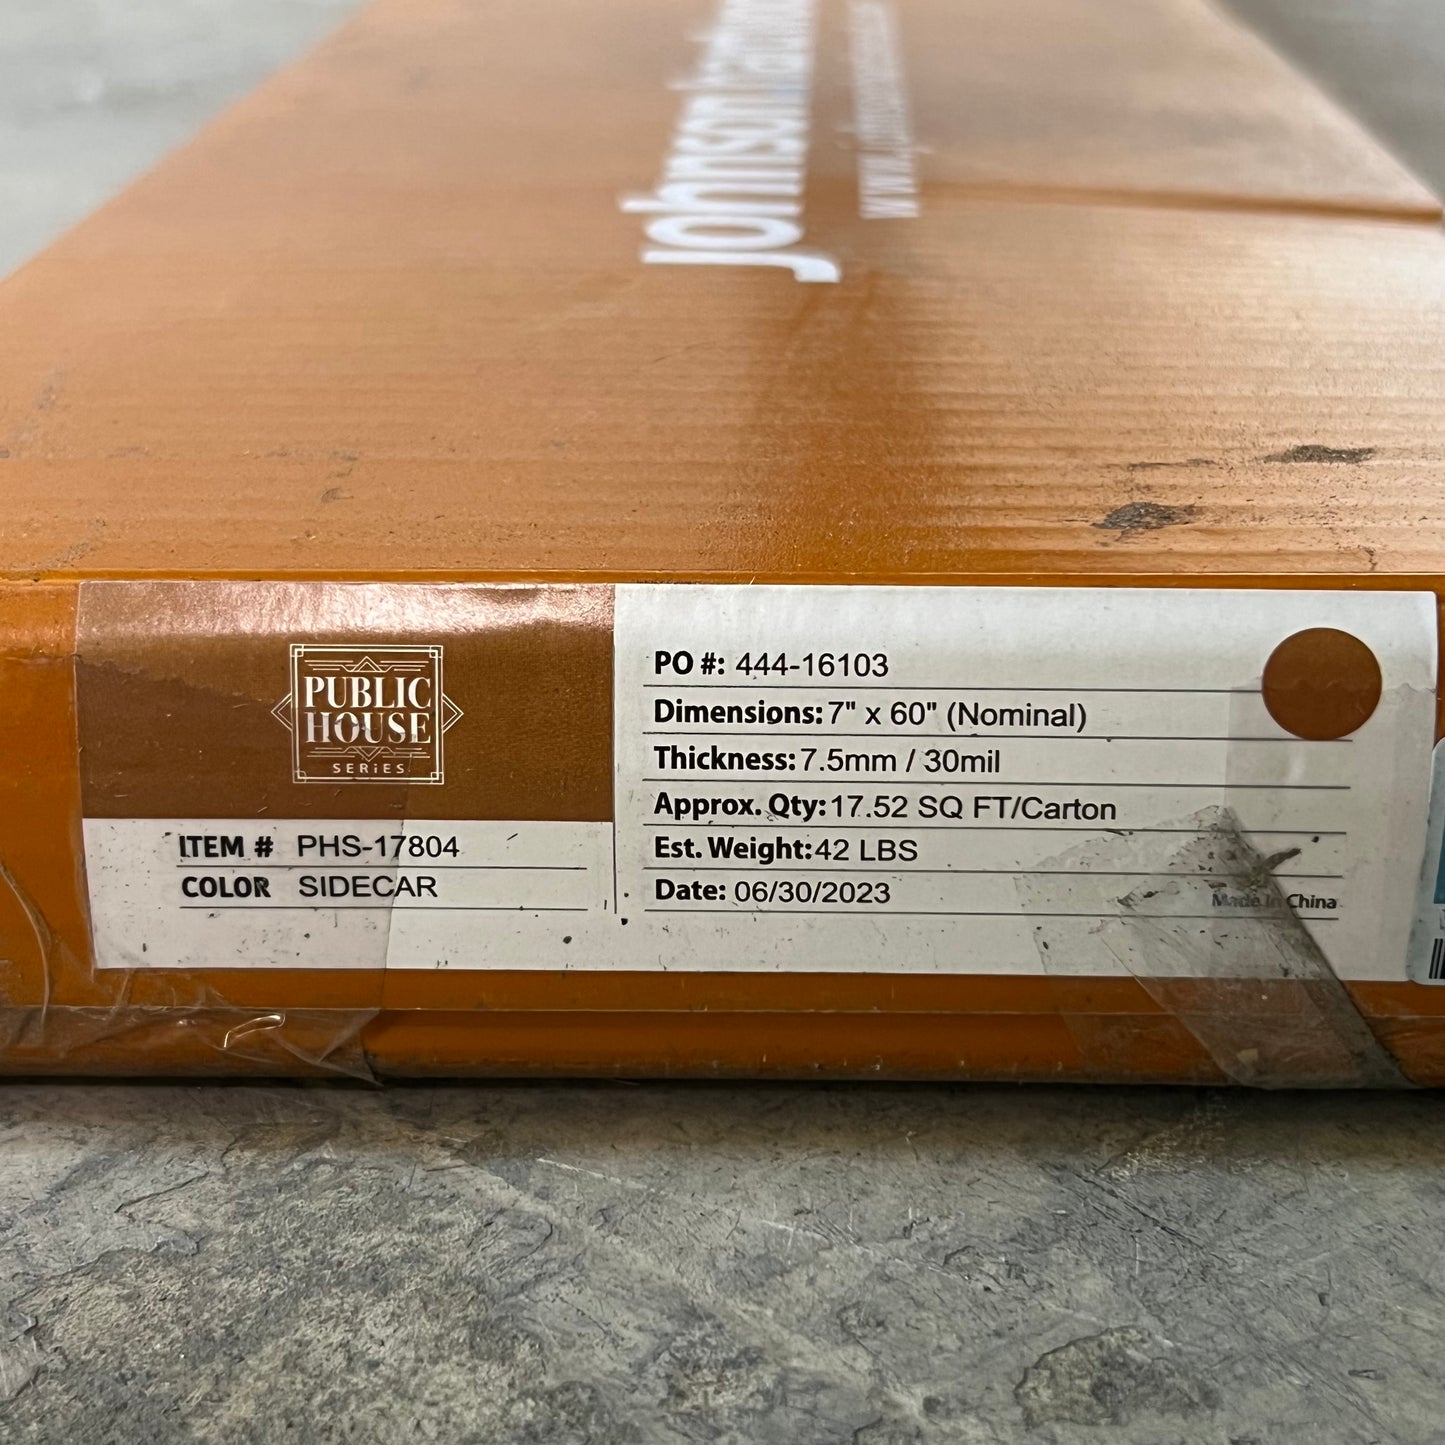 johnson
PUBLIC
HOUSE
SERiES
ITEM # PHS-17804
COLOR SIDECAR
PO #: 444-16103
Dimensions: 7" x 60" (Nominal)
Thickness: 7.5mm / 30mil
Approx. Qty: 17.52 SQ FT/Carton
Est. Weight: 42 LBS
Date: 06/30/2023
Made In China